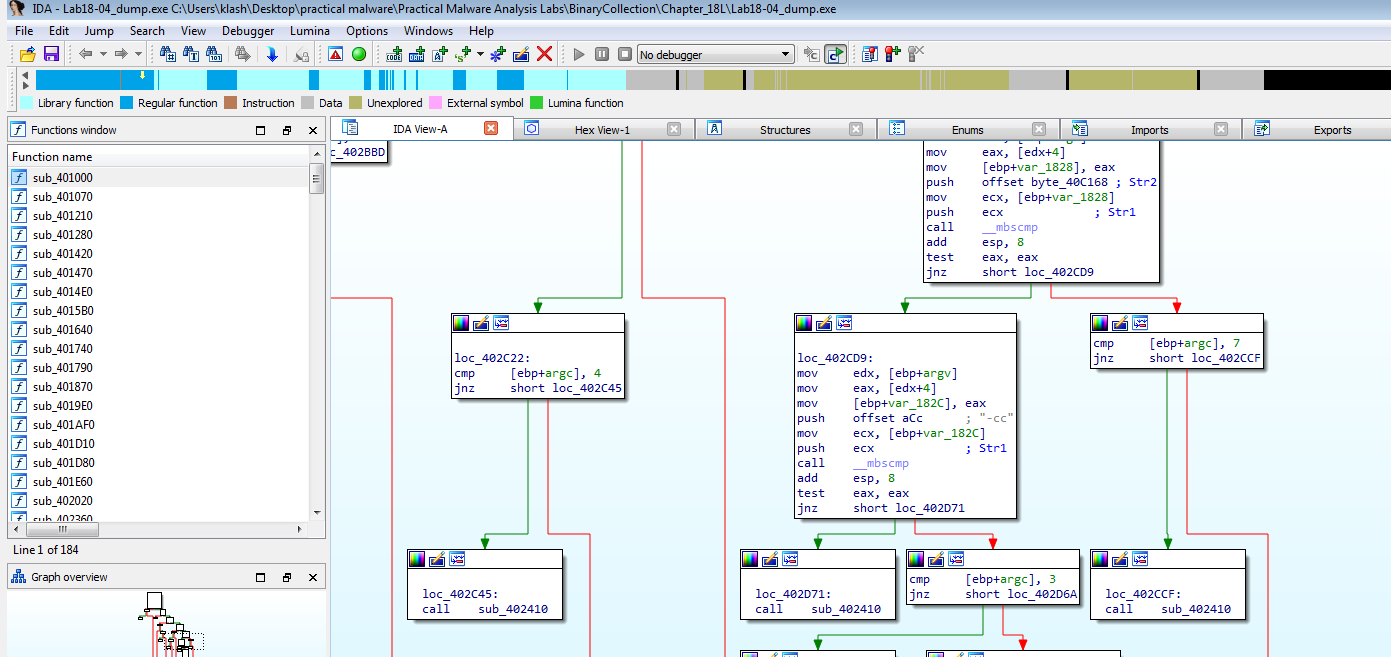 IDA - Lab18-04_dump.exe C:\Users\klash\Desktop\practical malware\Practical Malware Analysis Labs\BinaryCollection\Chapter_18L\Lab18-04_dump.exe
File Edit Jump Search View Debugger Lumina Options Windows Help
No debugger
Library function Regular function Instruction Data Unexplored External symbol Lumina function
Functions window
IDA View-A Hex View-1 Structures Enums Imports Exports
Function name
sub_401000
sub_401070
sub_401210
sub_401280
sub_401420
sub_401470
sub_4014E0
sub_4015B0
sub_401640
sub_401740
sub_401790
sub_401870
sub_4019E0
sub_401AF0
sub_401D10
sub_401D80
sub_401E60
sub_402020
sub_402360
Line 1 of 184
Graph overview
c_402BBD
mov eax, [edx+4]
mov [ebp+var_1828], eax
push offset byte_40C168 ; Str2
mov ecx, [ebp+var_1828]
push ecx ; Str1
call __mbscmp
add esp, 8
test eax, eax
jnz short loc_402CD9
loc_402C22:
cmp [ebp+argc], 4
jnz short loc_402C45
loc_402CD9:
mov edx, [ebp+argv]
mov eax, [edx+4]
mov [ebp+var_182C], eax
push offset aCc ; "-cc"
mov ecx, [ebp+var_182C]
push ecx ; Str1
call __mbscmp
add esp, 8
test eax, eax
jnz short loc_402D71
cmp [ebp+argc], 7
jnz short loc_402CCF
loc_402C45:
call sub_402410
loc_402D71:
call sub_402410
cmp [ebp+argc], 3
jnz short loc_402D6A
loc_402CCF:
call sub_402410